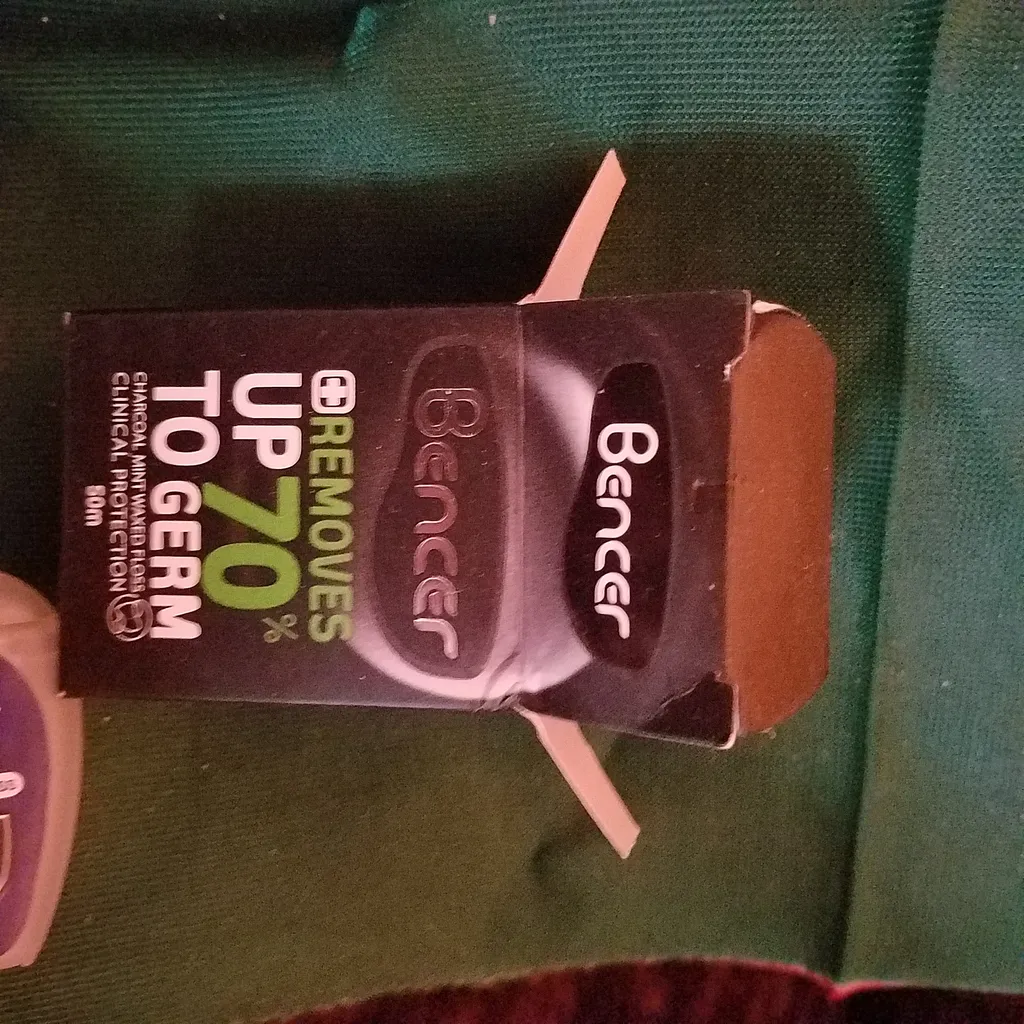 Bencer
Bencer
REMOVES
UP 70%
TO GERM
CHARCOAL MINT WAXED FLOSS
CLINICAL PROTECTION
50m